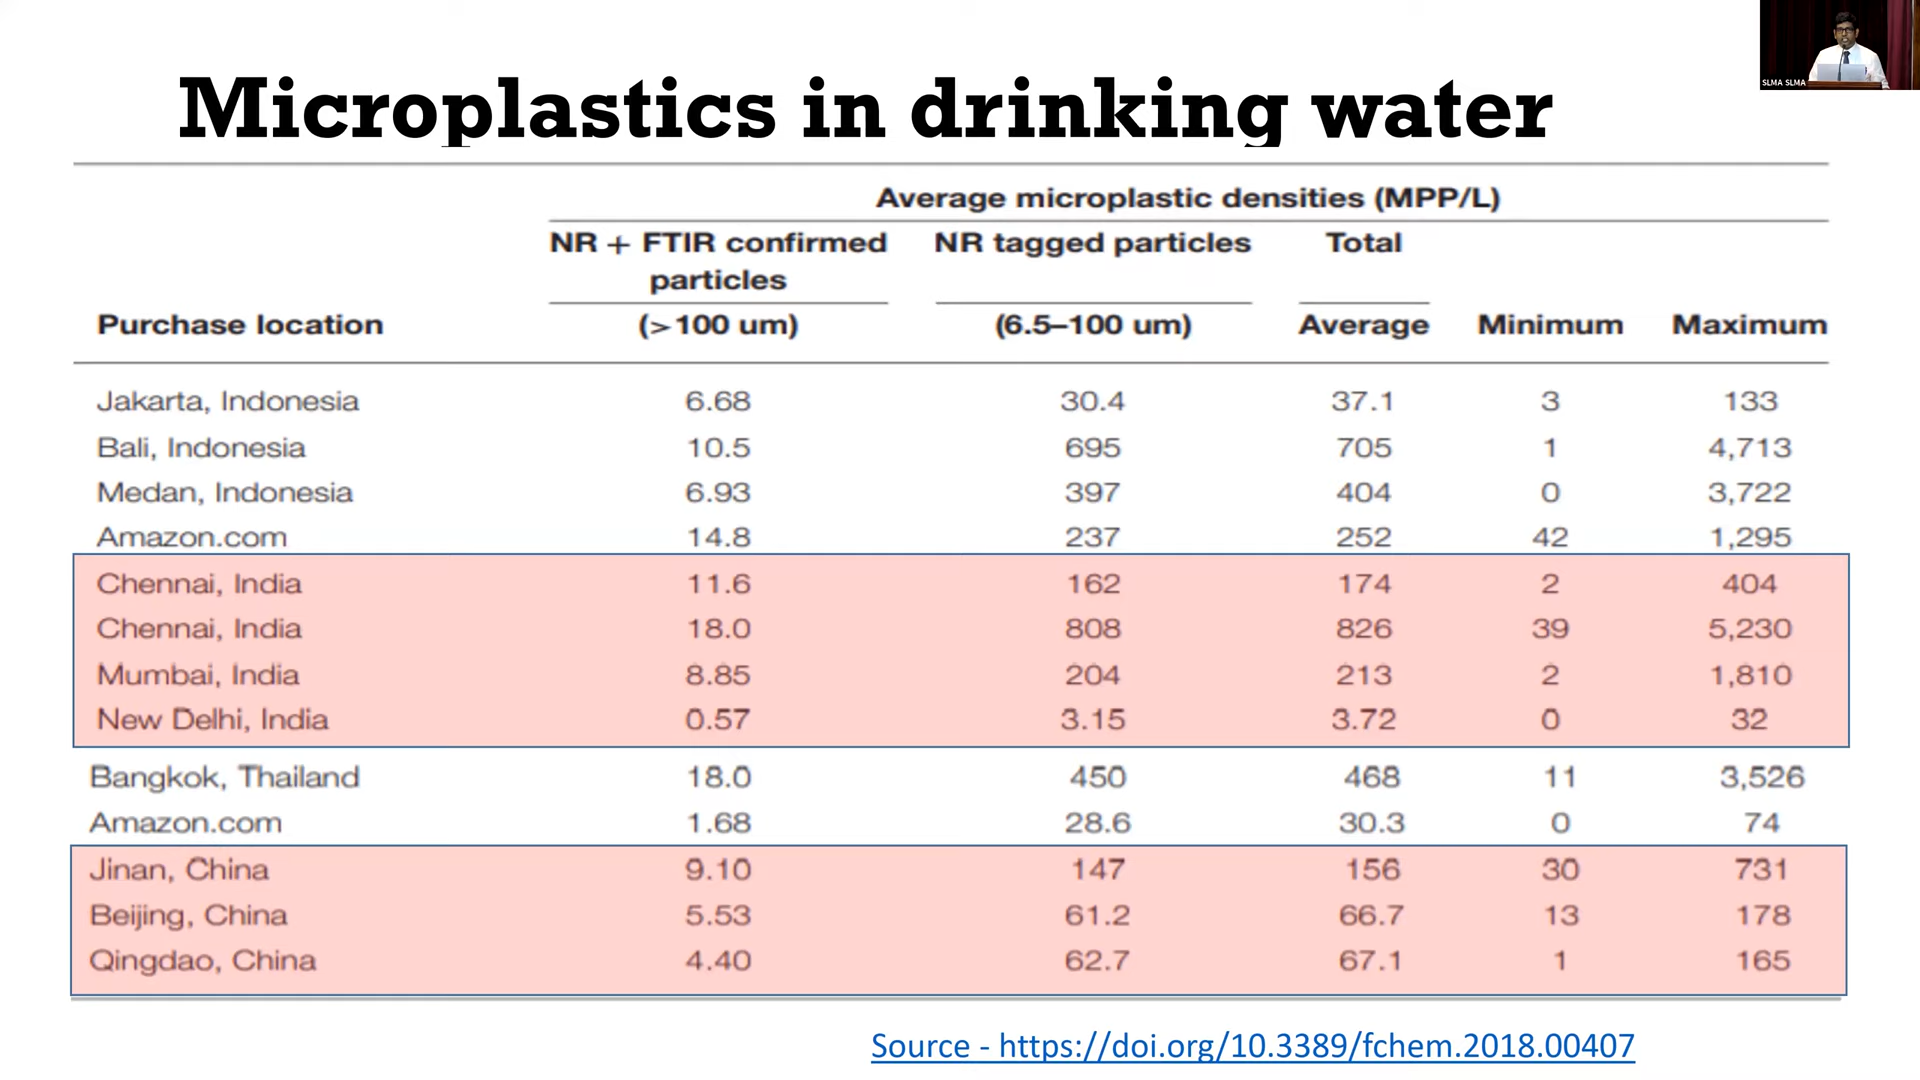 SLMA SLMA
Microplastics in drinking water
Average microplastic densities (MPP/L)
NR + FTIR confirmed particles NR tagged particles Total
Purchase location (>100 um) (6.5–100 um) Average Minimum Maximum
Jakarta, Indonesia 6.68 30.4 37.1 3 133
Bali, Indonesia 10.5 695 705 1 4,713
Medan, Indonesia 6.93 397 404 0 3,722
Amazon.com 14.8 237 252 42 1,295
Chennai, India 11.6 162 174 2 404
Chennai, India 18.0 808 826 39 5,230
Mumbai, India 8.85 204 213 2 1,810
New Delhi, India 0.57 3.15 3.72 0 32
Bangkok, Thailand 18.0 450 468 11 3,526
Amazon.com 1.68 28.6 30.3 0 74
Jinan, China 9.10 147 156 30 731
Beijing, China 5.53 61.2 66.7 13 178
Qingdao, China 4.40 62.7 67.1 1 165
Source - https://doi.org/10.3389/fchem.2018.00407